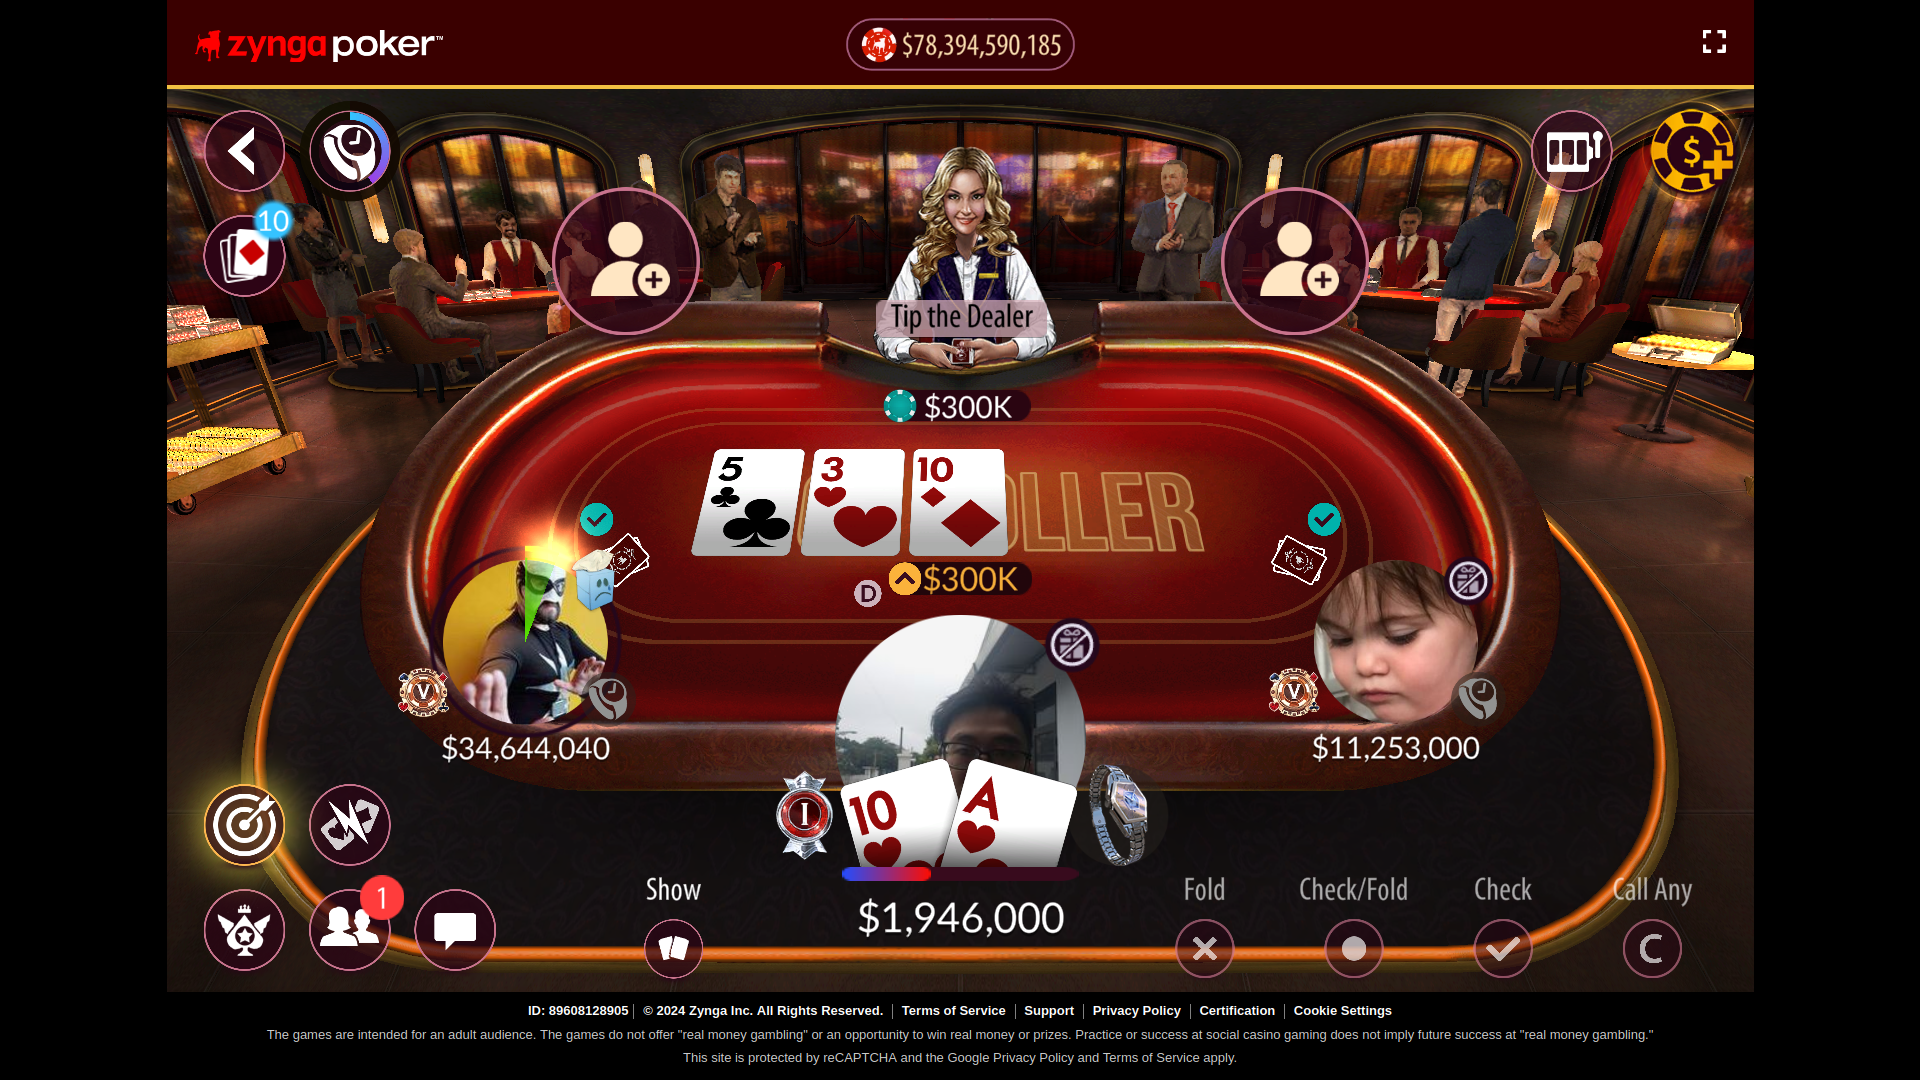 zynga poker™
$78,394,590,185
10
Tip the Dealer
$300K
5
3
10
OLLER
D
$300K
V
V
$34,644,040
$11,253,000
I
10
A
1
Show
Fold
Check/Fold
Check
Call Any
C
$1,946,000
ID: 89608128905 | © 2024 Zynga Inc. All Rights Reserved. | Terms of Service | Support | Privacy Policy | Certification | Cookie Settings
The games are intended for an adult audience. The games do not offer "real money gambling" or an opportunity to win real money or prizes. Practice or success at social casino gaming does not imply future success at "real money gambling."
This site is protected by reCAPTCHA and the Google Privacy Policy and Terms of Service apply.